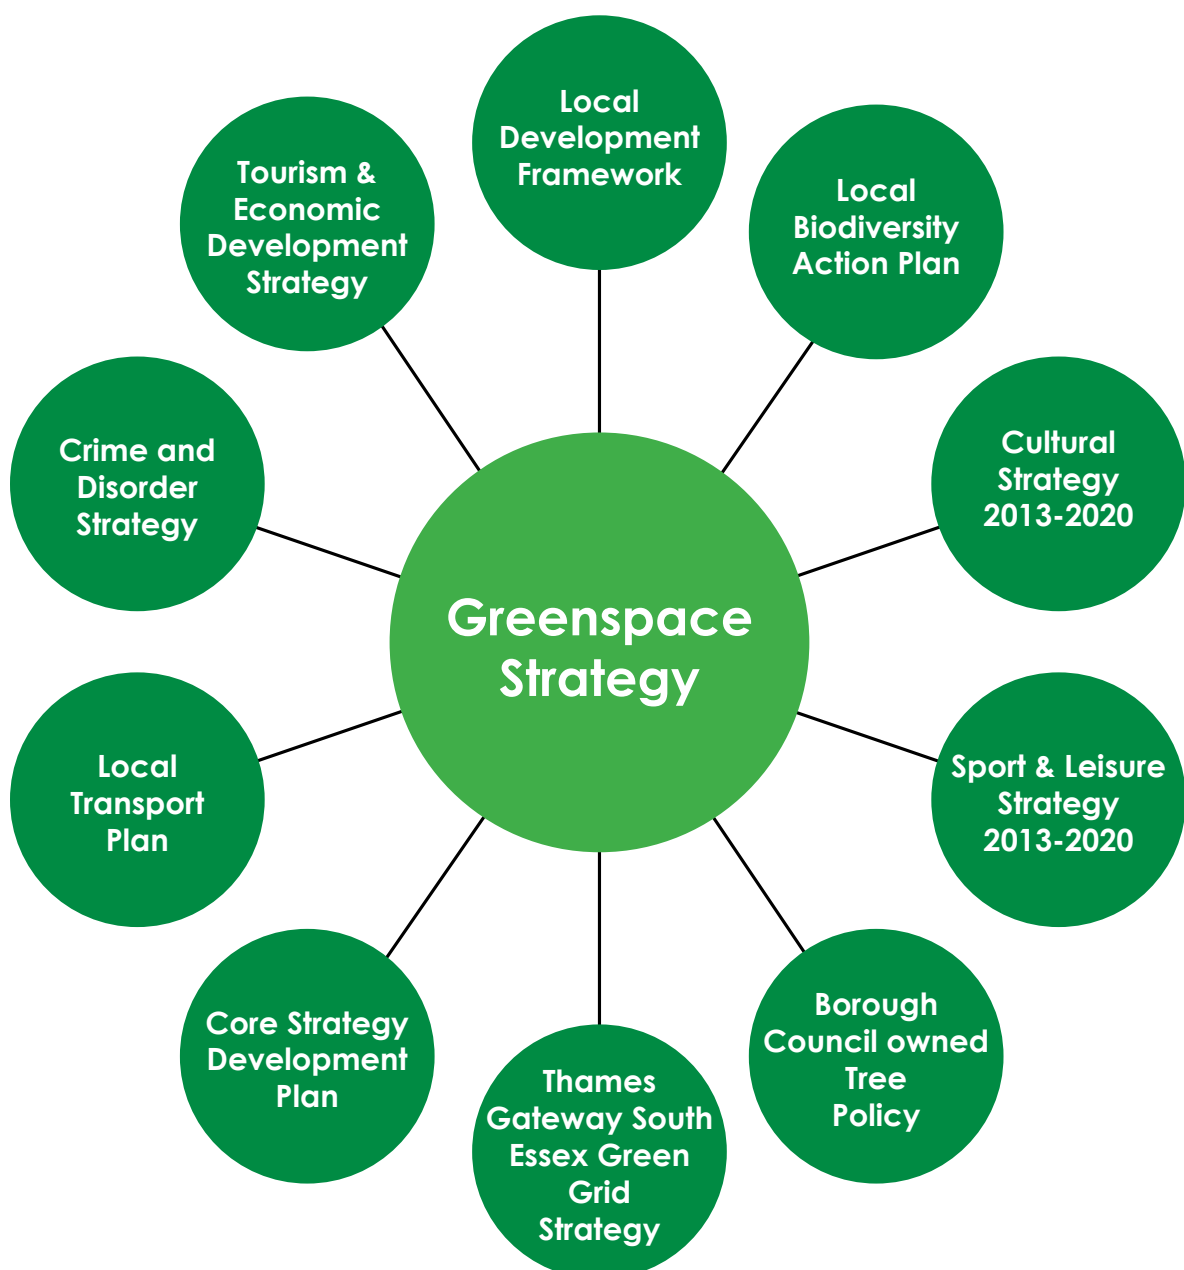 Local
Development
Framework
Local
Biodiversity
Action Plan
Cultural
Strategy
2013-2020
Sport & Leisure
Strategy
2013-2020
Borough
Council owned
Tree
Policy
Thames
Gateway South
Essex Green
Grid
Strategy
Core Strategy
Development
Plan
Local
Transport
Plan
Crime and
Disorder
Strategy
Tourism &
Economic
Development
Strategy
Greenspace
Strategy